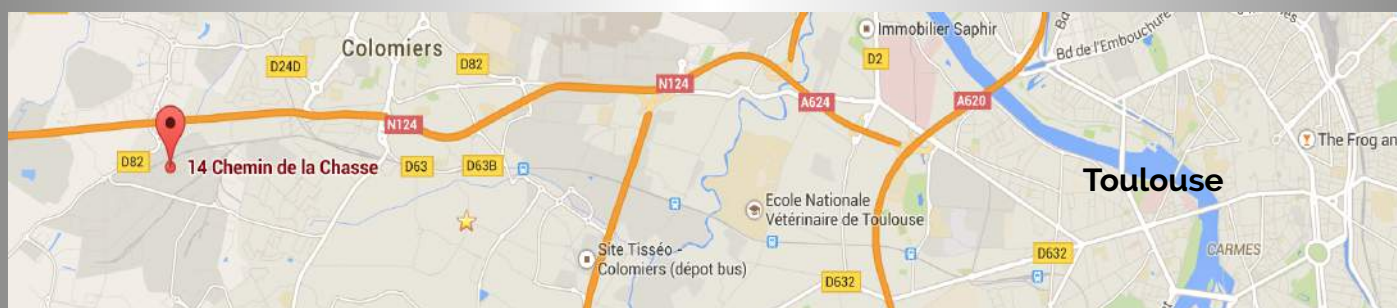 Immobilier Saphir
Bd
Bd de l'Embouchure
Colomiers
D24D
D82
D2
N124
A624
A620
N124
The Frog an
D82
14 Chemin de la Chasse
D63
D63B
Toulouse
Ecole Nationale
Vétérinaire de Toulouse
Site Tisséo -
Colomiers (dépot bus)
D632
D632
CARMES